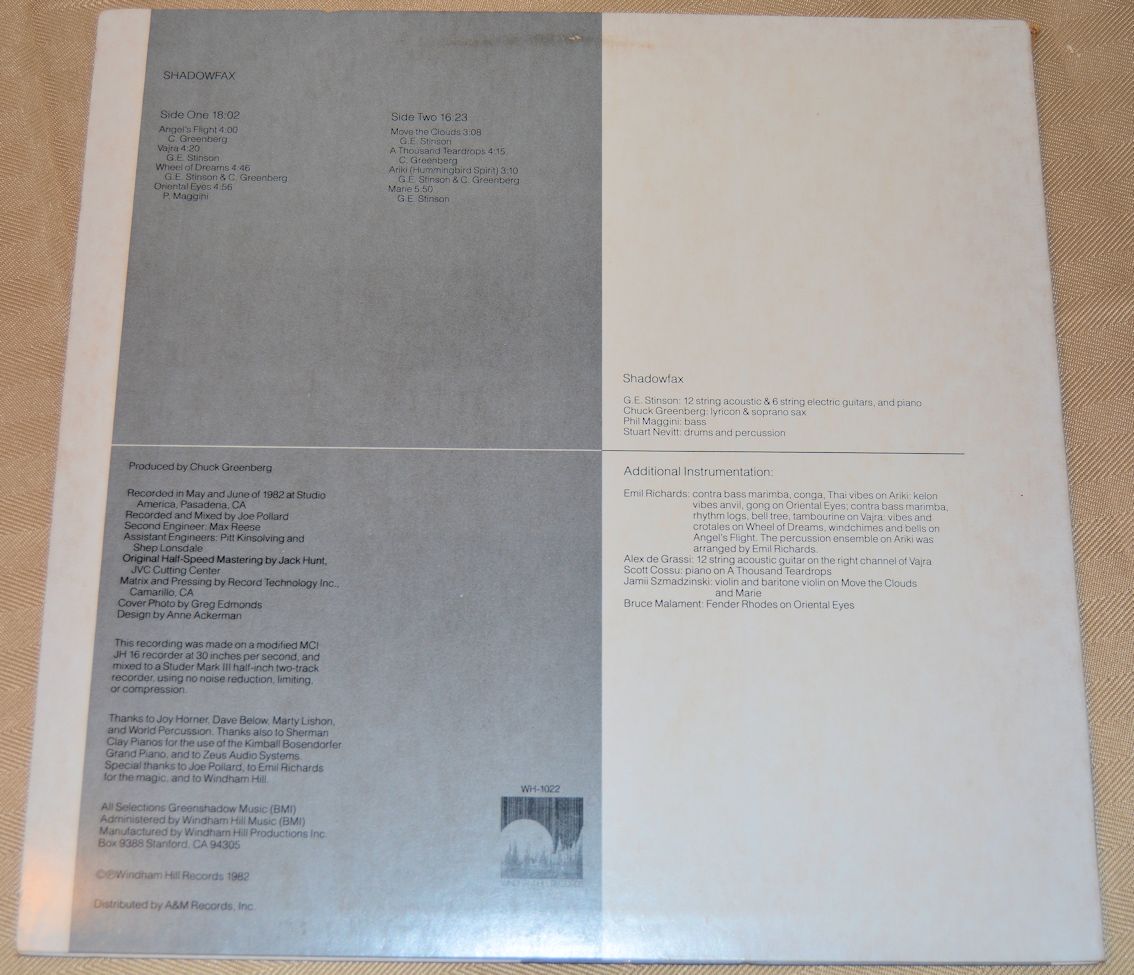 SHADOWFAX
Side One 18:02
Angel's Flight 4:00
C. Greenberg
Vajra 4:20
G.E. Stinson
Wheel of Dreams 4:46
G.E. Stinson & C. Greenberg
Oriental Eyes 4:56
P. Maggini
Side Two 16:23
Move the Clouds 3:08
G.E. Stinson
A Thousand Teardrops 4:15
C. Greenberg
Ariki (Hummingbird Spirit) 3:10
G.E. Stinson & C. Greenberg
Marie 5:50
G.E. Stinson
Shadowfax
G.E. Stinson: 12 string acoustic & 6 string electric guitars, and piano
Chuck Greenberg: lyricon & soprano sax
Phil Maggini: bass
Stuart Nevitt: drums and percussion
Produced by Chuck Greenberg
Recorded in May and June of 1982 at Studio
America, Pasadena, CA
Recorded and Mixed by Joe Pollard
Second Engineer: Max Reese
Assistant Engineers: Pitt Kinsolving and
Shep Lonsdale
Original Half-Speed Mastering by Jack Hunt,
JVC Cutting Center
Matrix and Pressing by Record Technology Inc.,
Camarillo, CA
Cover Photo by Greg Edmonds
Design by Anne Ackerman
This recording was made on a modified MCI
JH 16 recorder at 30 inches per second, and
mixed to a Studer Mark III half-inch two-track
recorder, using no noise reduction, limiting,
or compression.
Thanks to Joy Horner, Dave Below, Marty Lishon,
and World Percussion. Thanks also to Sherman
Clay Pianos for the use of the Kimball Bosendorfer
Grand Piano, and to Zeus Audio Systems.
Special thanks to Joe Pollard, to Emil Richards
for the magic, and to Windham Hill.
All Selections Greenshadow Music (BMI)
Administered by Windham Hill Music (BMI)
Manufactured by Windham Hill Productions Inc.
Box 9388 Stanford, CA 94305
©℗Windham Hill Records 1982
Distributed by A&M Records, Inc.
WH-1022
WINDHAM HILL RECORDS
Additional Instrumentation:
Emil Richards: contra bass marimba, conga, Thai vibes on Ariki: kelon
vibes anvil, gong on Oriental Eyes; contra bass marimba,
rhythm logs, bell tree, tambourine on Vajra: vibes and
crotales on Wheel of Dreams, windchimes and bells on
Angel's Flight. The percussion ensemble on Ariki was
arranged by Emil Richards.
Alex de Grassi: 12 string acoustic guitar on the right channel of Vajra
Scott Cossu: piano on A Thousand Teardrops
Jamii Szmadzinski: violin and baritone violin on Move the Clouds
and Marie
Bruce Malament: Fender Rhodes on Oriental Eyes